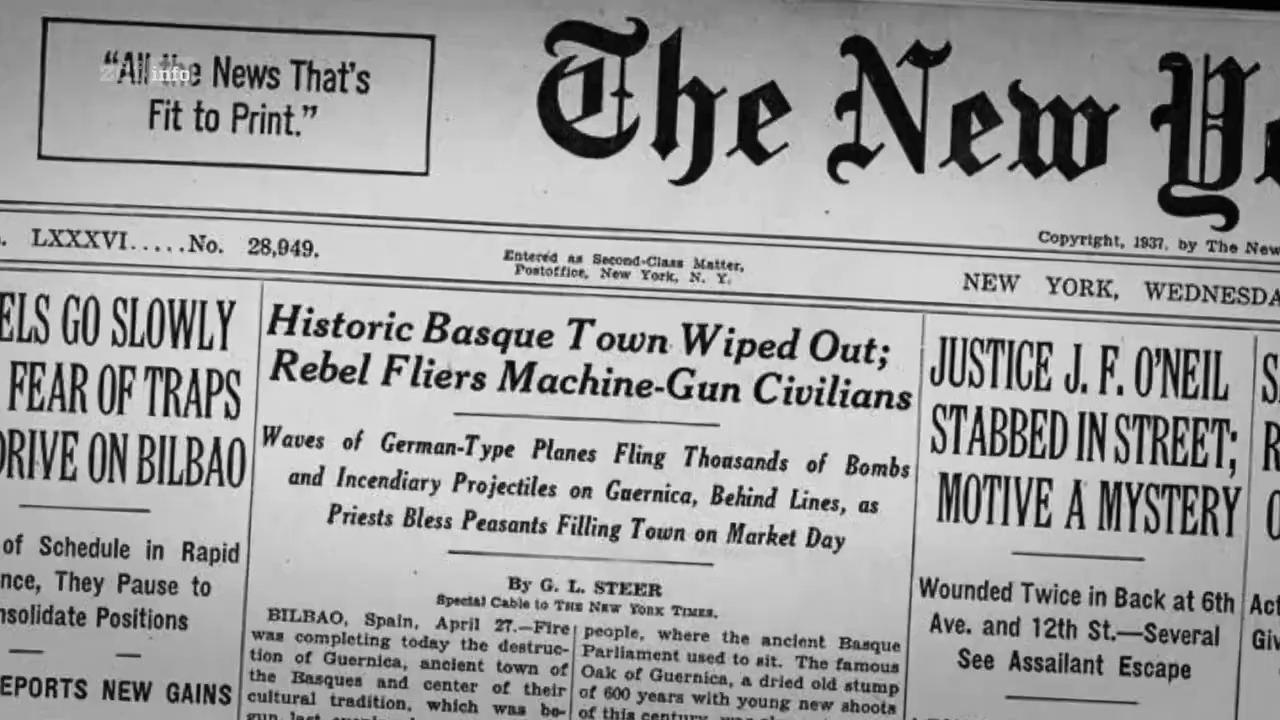 "All the News That's
Fit to Print."
info
The New
LXXXVI.....No. 28,949.
Entered as Second-Class Matter,
Postoffice, New York, N. Y.
Copyright, 1937, by The New
NEW YORK, WEDNESDA
ELS GO SLOWLY
FEAR OF TRAPS
DRIVE ON BILBAO
of Schedule in Rapid
nce, They Pause to
nsolidate Positions
EPORTS NEW GAINS
Historic Basque Town Wiped Out;
Rebel Fliers Machine-Gun Civilians
Waves of German-Type Planes Fling Thousands of Bombs
and Incendiary Projectiles on Guernica, Behind Lines, as
Priests Bless Peasants Filling Town on Market Day
By G. L. STEER
Special Cable to THE NEW YORK TIMES.
BILBAO, Spain, April 27.—Fire
was completing today the destruc-
tion of Guernica, ancient town of
the Basques and center of their
cultural tradition, which was be-
gun last
people, where the ancient Basque
Parliament used to sit. The famous
Oak of Guernica, a dried old stump
of 600 years with young new shoots
of this century,
JUSTICE J. F. O'NEIL
STABBED IN STREET;
MOTIVE A MYSTERY
Wounded Twice in Back at 6th
Ave. and 12th St.—Several
See Assailant Escape